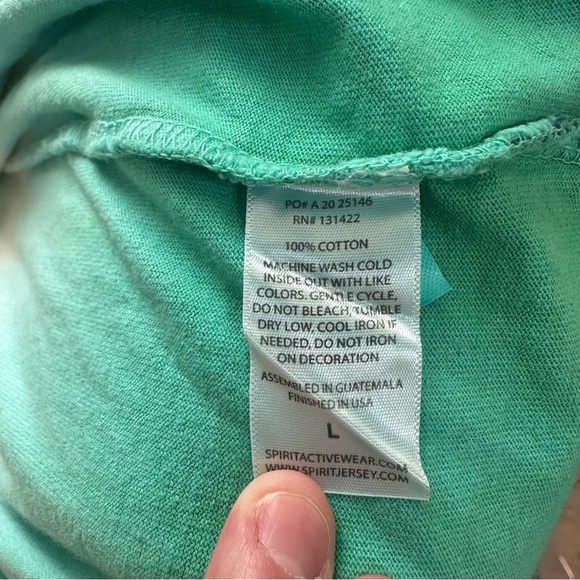 PO# A 20 25146
RN# 131422
100% COTTON
MACHINE WASH COLD
INSIDE OUT WITH LIKE
COLORS. GENTLE CYCLE,
DO NOT BLEACH, TUMBLE
DRY LOW, COOL IRON IF
NEEDED, DO NOT IRON
ON DECORATION
ASSEMBLED IN GUATEMALA
FINISHED IN USA
L
SPIRITACTIVEWEAR.COM
WWW.SPIRITJERSEY.COM